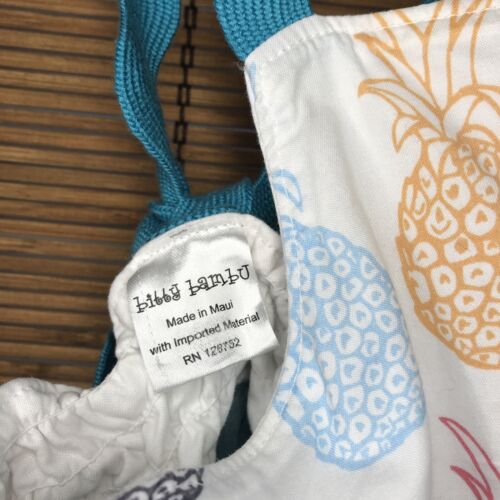 bitty bambu
Made in Maui
with Imported Material
RN 128752